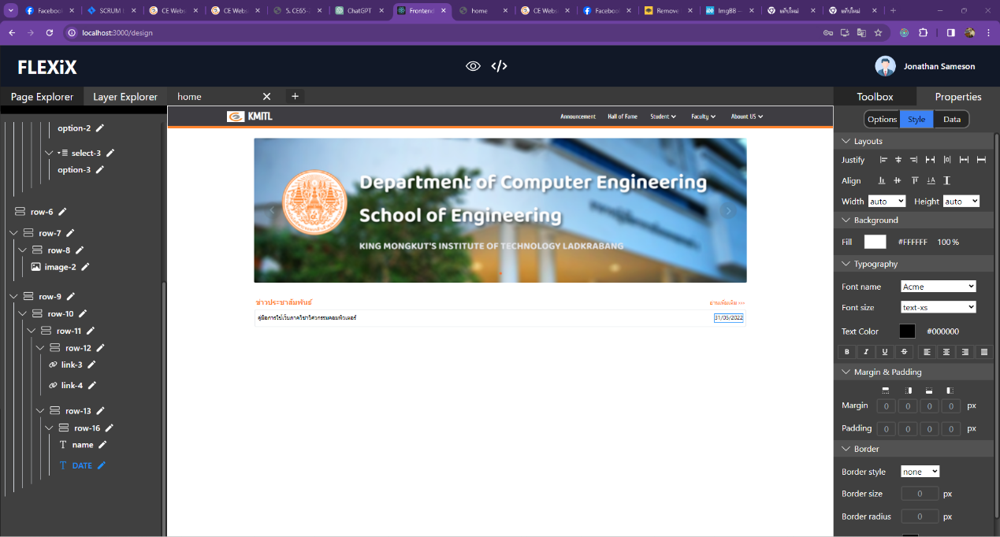 Facebook
SCRUM
CE Webs
CE Webs
5. CE65-
ChatGPT
Frontend
home
CE Webs
Facebook
Remove
ImgBB —
แท็บใหม่
แท็บใหม่
localhost:3000/design
FLEXiX
Jonathan Sameson
Page Explorer
Layer Explorer
home
Toolbox
Properties
option-2
select-3
option-3
row-6
row-7
row-8
image-2
row-9
row-10
row-11
row-12
link-3
link-4
row-13
row-16
name
DATE
KMITL
Announcement Hall of Fame Student Faculty Abount US
Department of Computer Engineering
School of Engineering
KING MONGKUT'S INSTITUTE OF TECHNOLOGY LADKRABANG
ข่าวประชาสัมพันธ์
อ่านเพิ่มเติม >>>
คู่มือการใช้เว็บภาควิชาวิศวกรรมคอมพิวเตอร์
31/05/2022
Options Style Data
Layouts
Justify
Align
Width auto Height auto
Background
Fill #FFFFFF 100 %
Typography
Font name Acme
Font size text-xs
Text Color #000000
B I U S
Margin & Padding
Margin 0 0 0 0 px
Padding 0 0 0 0 px
Border
Border style none
Border size 0 px
Border radius 0 px